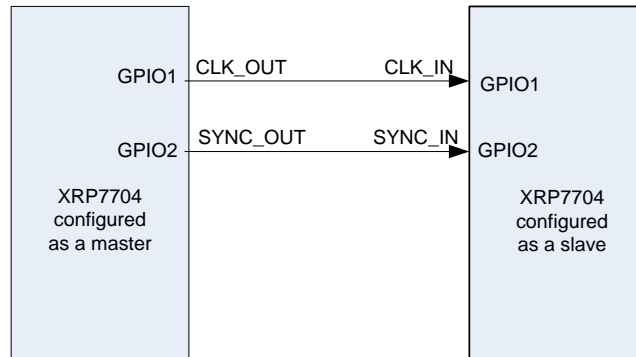 GPIO1 CLK_OUT CLK_IN GPIO1
GPIO2 SYNC_OUT SYNC_IN GPIO2
XRP7704
configured
as a master
XRP7704
configured
as a slave